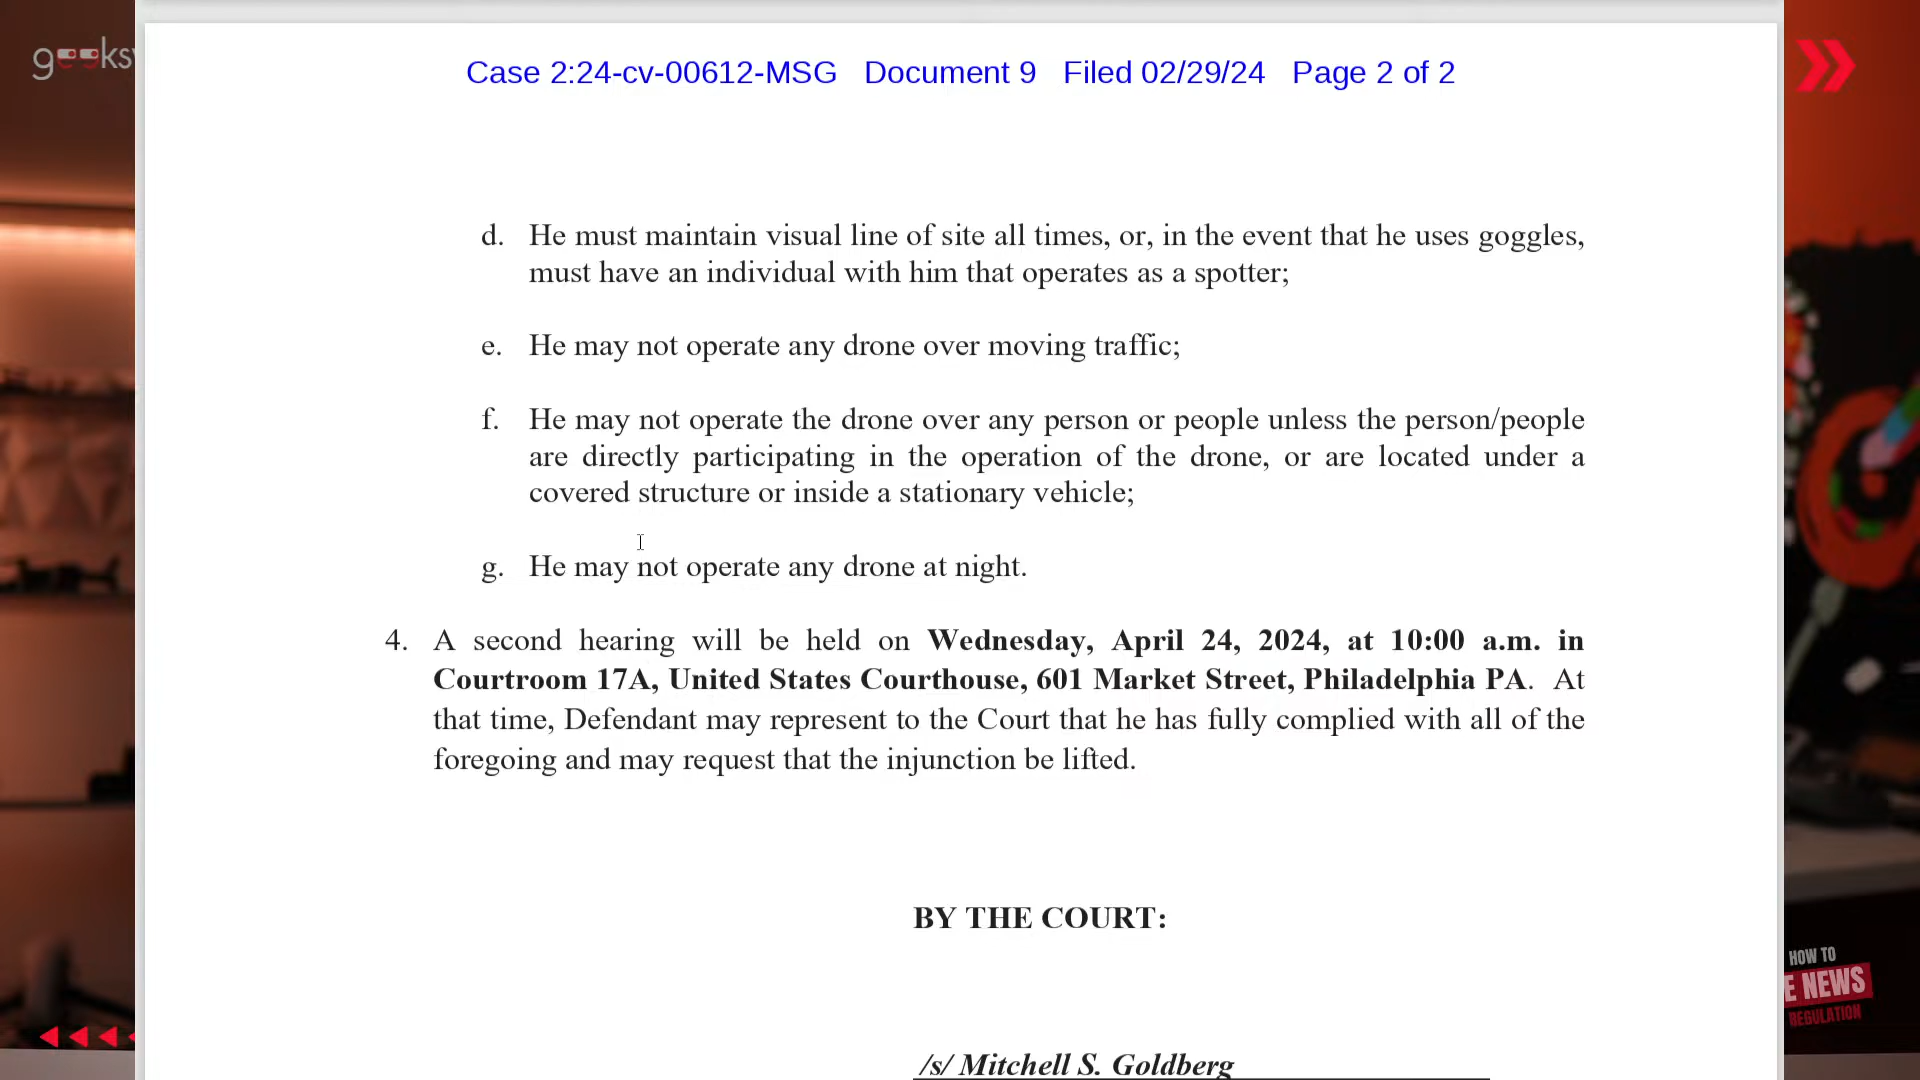 geeks
Case 2:24-cv-00612-MSG Document 9 Filed 02/29/24 Page 2 of 2
d. He must maintain visual line of site all times, or, in the event that he uses goggles,
must have an individual with him that operates as a spotter;
e. He may not operate any drone over moving traffic;
f. He may not operate the drone over any person or people unless the person/people
are directly participating in the operation of the drone, or are located under a
covered structure or inside a stationary vehicle;
g. He may not operate any drone at night.
4. A second hearing will be held on Wednesday, April 24, 2024, at 10:00 a.m. in
Courtroom 17A, United States Courthouse, 601 Market Street, Philadelphia PA. At
that time, Defendant may represent to the Court that he has fully complied with all of the
foregoing and may request that the injunction be lifted.
BY THE COURT:
/s/ Mitchell S. Goldberg
HOW TO
E NEWS
REGULATION